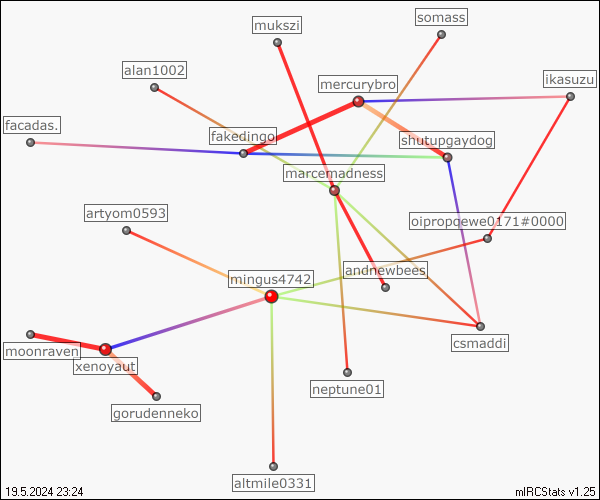 somass
mukszi
alan1002
ikasuzu
mercurybro
facadas.
fakedingo
shutupgaydog
marcemadness
artyom0593
oipropqewe0171#0000
andnewbees
mingus4742
csmaddi
moonraven
xenoyaut
neptune01
gorudenneko
altmile0331
19.5.2024 23:24
mIRCStats v1.25